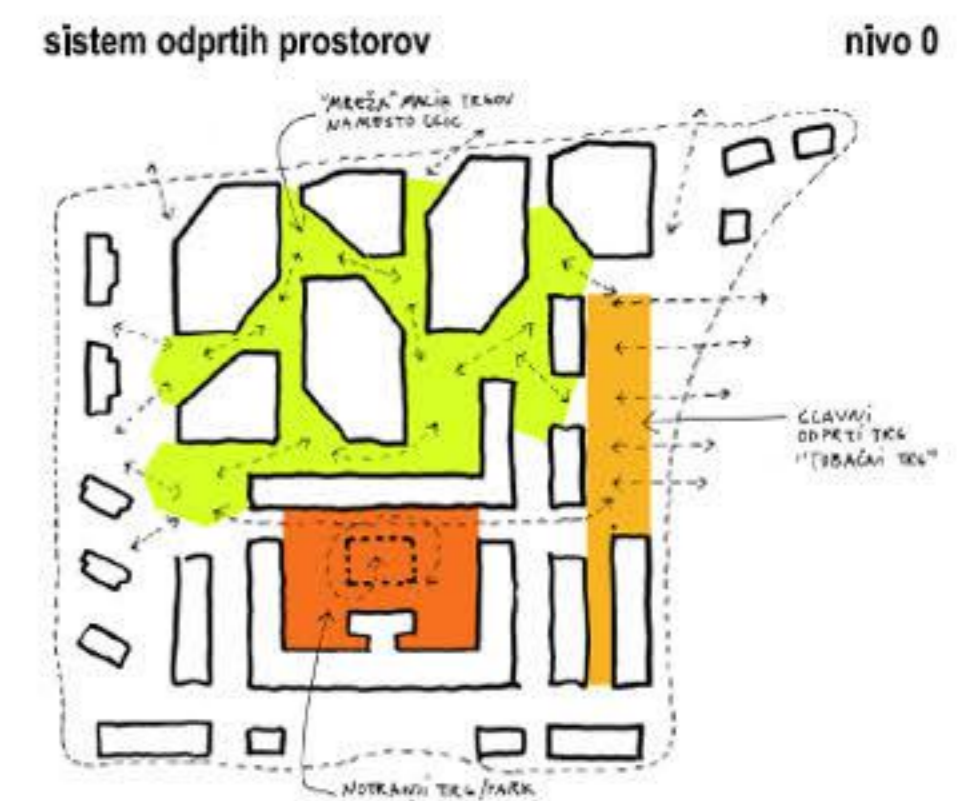 sistem odprtih prostorov
nivo 0
"MREŽA" MALIH TRGOV
NAMESTO ULIC
GLAVNI
ODPRTI TRG
"TOBAČNI TRG"
NOTRANJI TRG/PARK